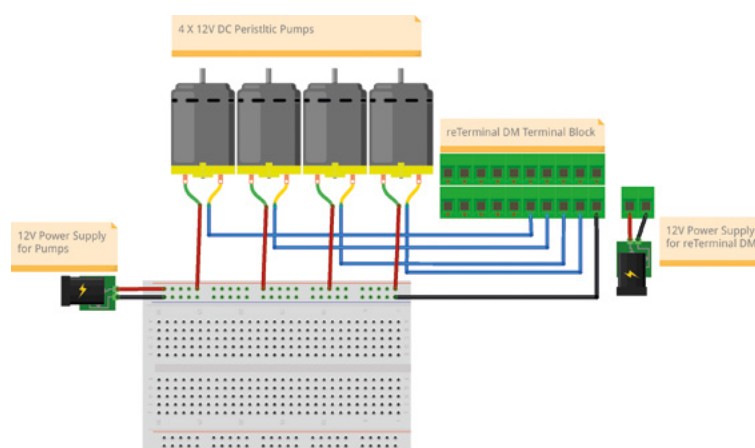 4 X 12V DC Peristltic Pumps
reTerminal DM Terminal Block
12V Power Supply
for Pumps
12V Power Supply
for reTerminal DM